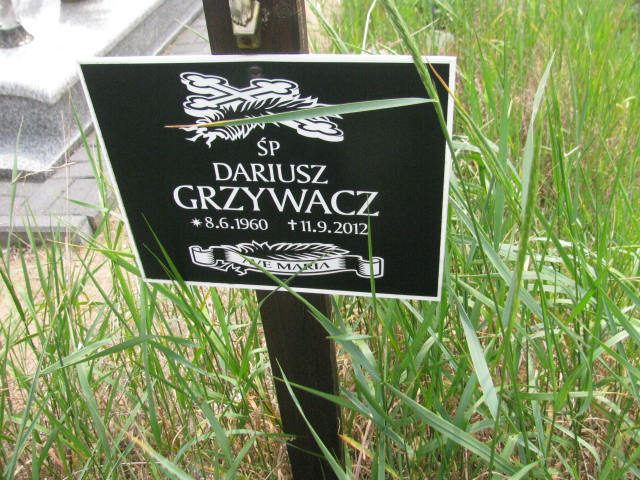 ŚP
DARIUSZ
GRZYWACZ
*8.6.1960 †11.9.2012
AVE MARIA